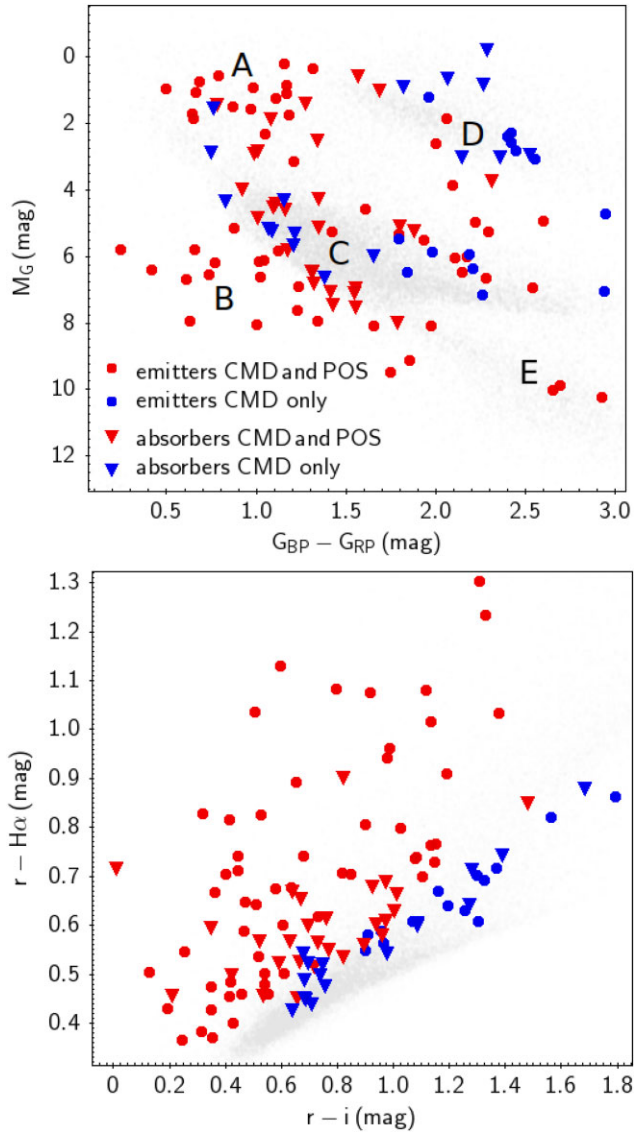 0
2
4
6
8
10
12
M_G (mag)
A
B
C
D
E
emitters CMD and POS
emitters CMD only
absorbers CMD and POS
absorbers CMD only
0.5 1.0 1.5 2.0 2.5 3.0
G_BP − G_RP (mag)
1.3
1.2
1.1
1.0
0.9
0.8
0.7
0.6
0.5
0.4
r − Hα (mag)
0 0.2 0.4 0.6 0.8 1.0 1.2 1.4 1.6 1.8
r − i (mag)